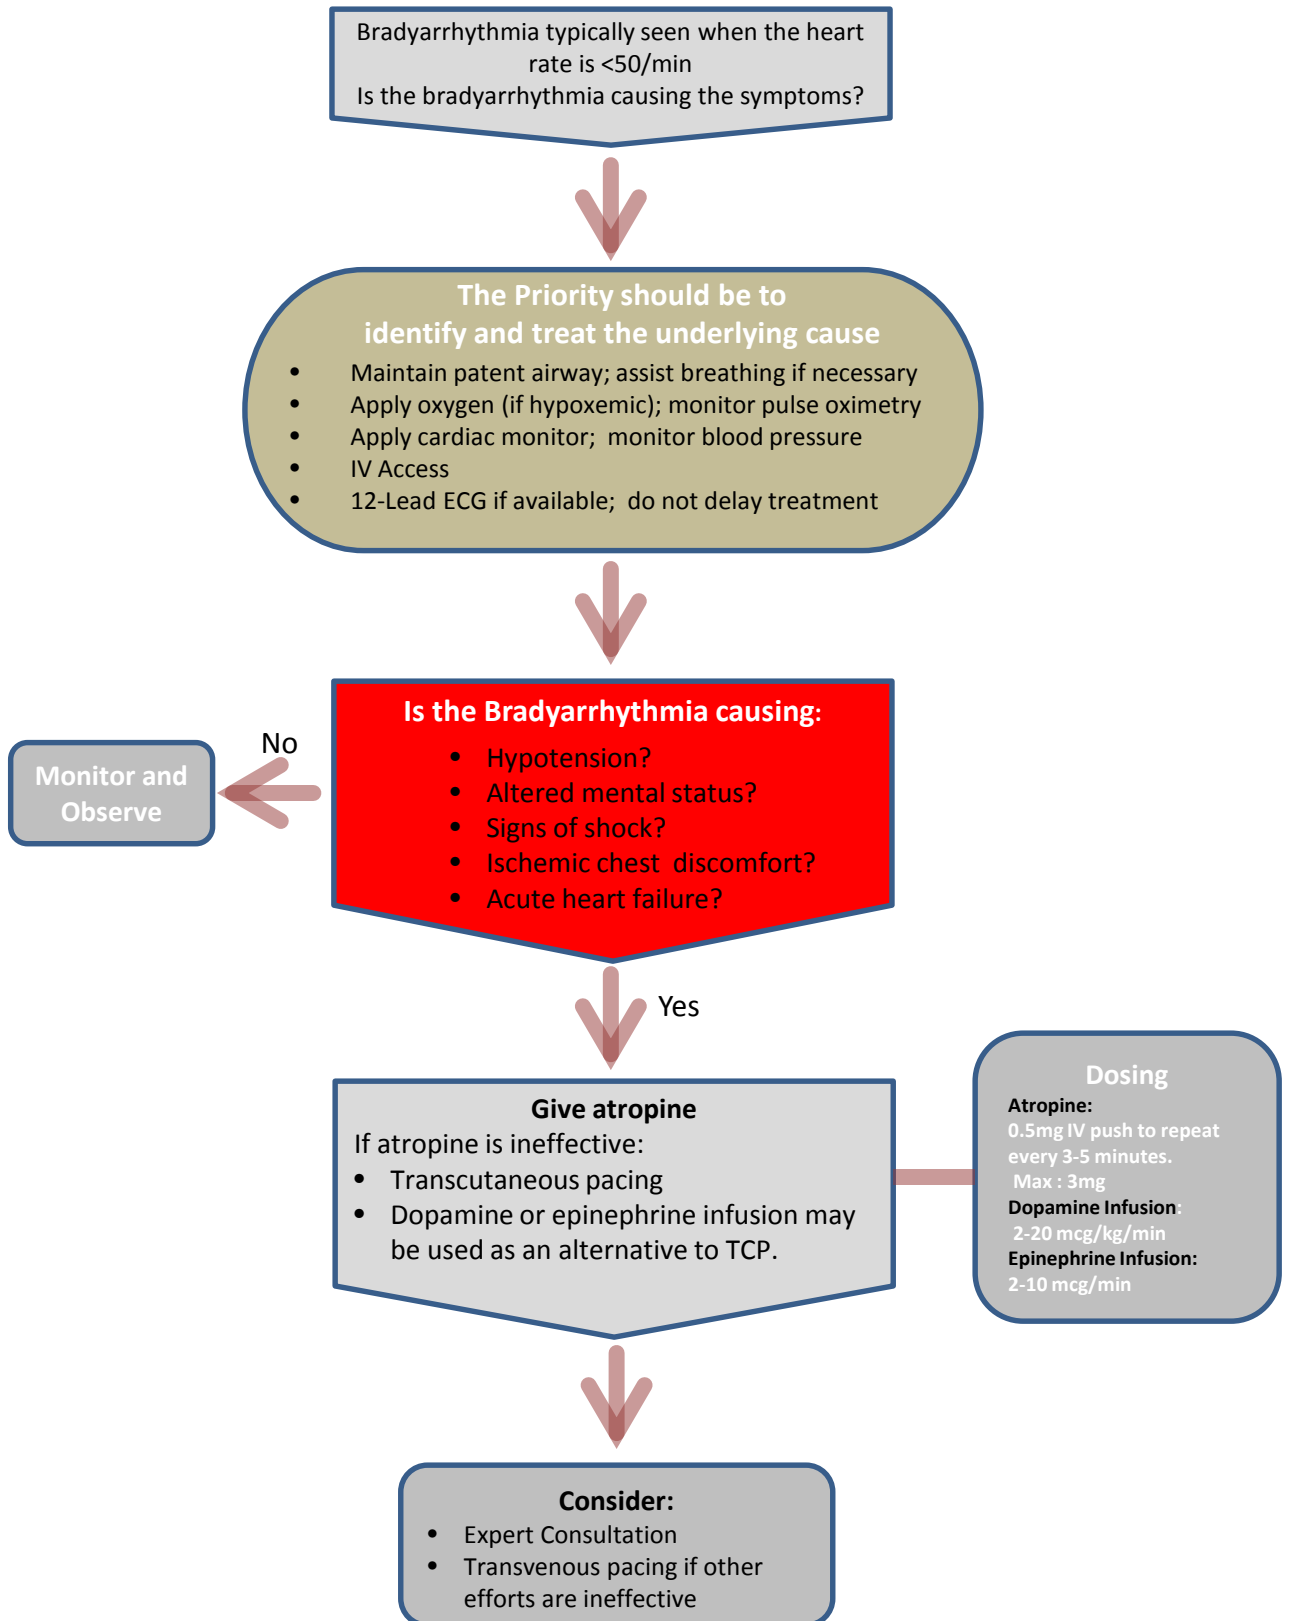 Bradyarrhythmia typically seen when the heart
rate is <50/min
Is the bradyarrhythmia causing the symptoms?
The Priority should be to
identify and treat the underlying cause
• Maintain patent airway; assist breathing if necessary
• Apply oxygen (if hypoxemic); monitor pulse oximetry
• Apply cardiac monitor; monitor blood pressure
• IV Access
• 12-Lead ECG if available; do not delay treatment
Is the Bradyarrhythmia causing:
• Hypotension?
• Altered mental status?
• Signs of shock?
• Ischemic chest discomfort?
• Acute heart failure?
No
Monitor and
Observe
Yes
Give atropine
If atropine is ineffective:
• Transcutaneous pacing
• Dopamine or epinephrine infusion may
be used as an alternative to TCP.
Dosing
Atropine:
0.5mg IV push to repeat
every 3-5 minutes.
Max : 3mg
Dopamine Infusion:
2-20 mcg/kg/min
Epinephrine Infusion:
2-10 mcg/min
Consider:
• Expert Consultation
• Transvenous pacing if other
efforts are ineffective